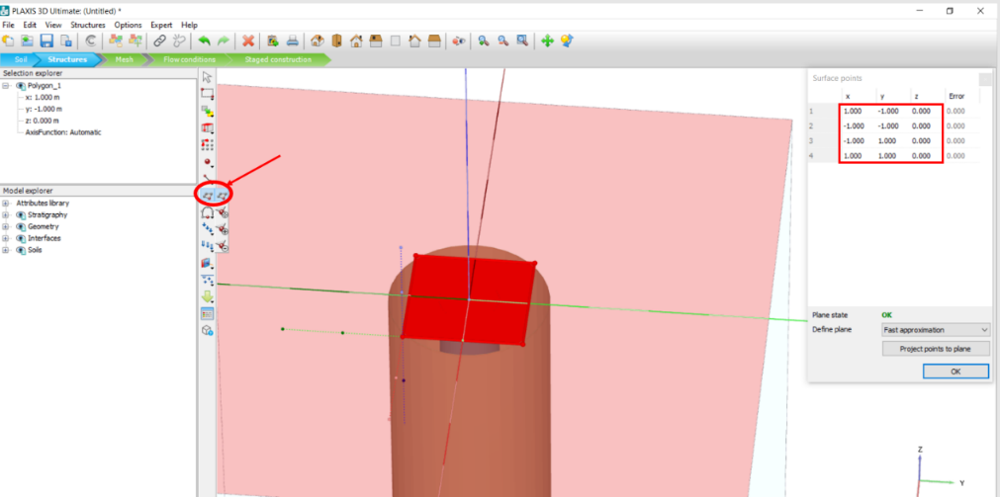 PLAXIS 3D Ultimate: (Untitled) *
File Edit View Structures Options Expert Help
Soil Structures Mesh Flow conditions Staged construction
Selection explorer
Polygon_1
x: 1.000 m
y: -1.000 m
z: 0.000 m
AxisFunction: Automatic
Model explorer
Attributes library
Stratigraphy
Geometry
Interfaces
Soils
Surface points
x y z Error
1 1.000 -1.000 0.000 0.000
2 -1.000 -1.000 0.000 0.000
3 -1.000 1.000 0.000 0.000
4 1.000 1.000 0.000 0.000
Plane state OK
Define plane Fast approximation
Project points to plane
OK
Z
Y